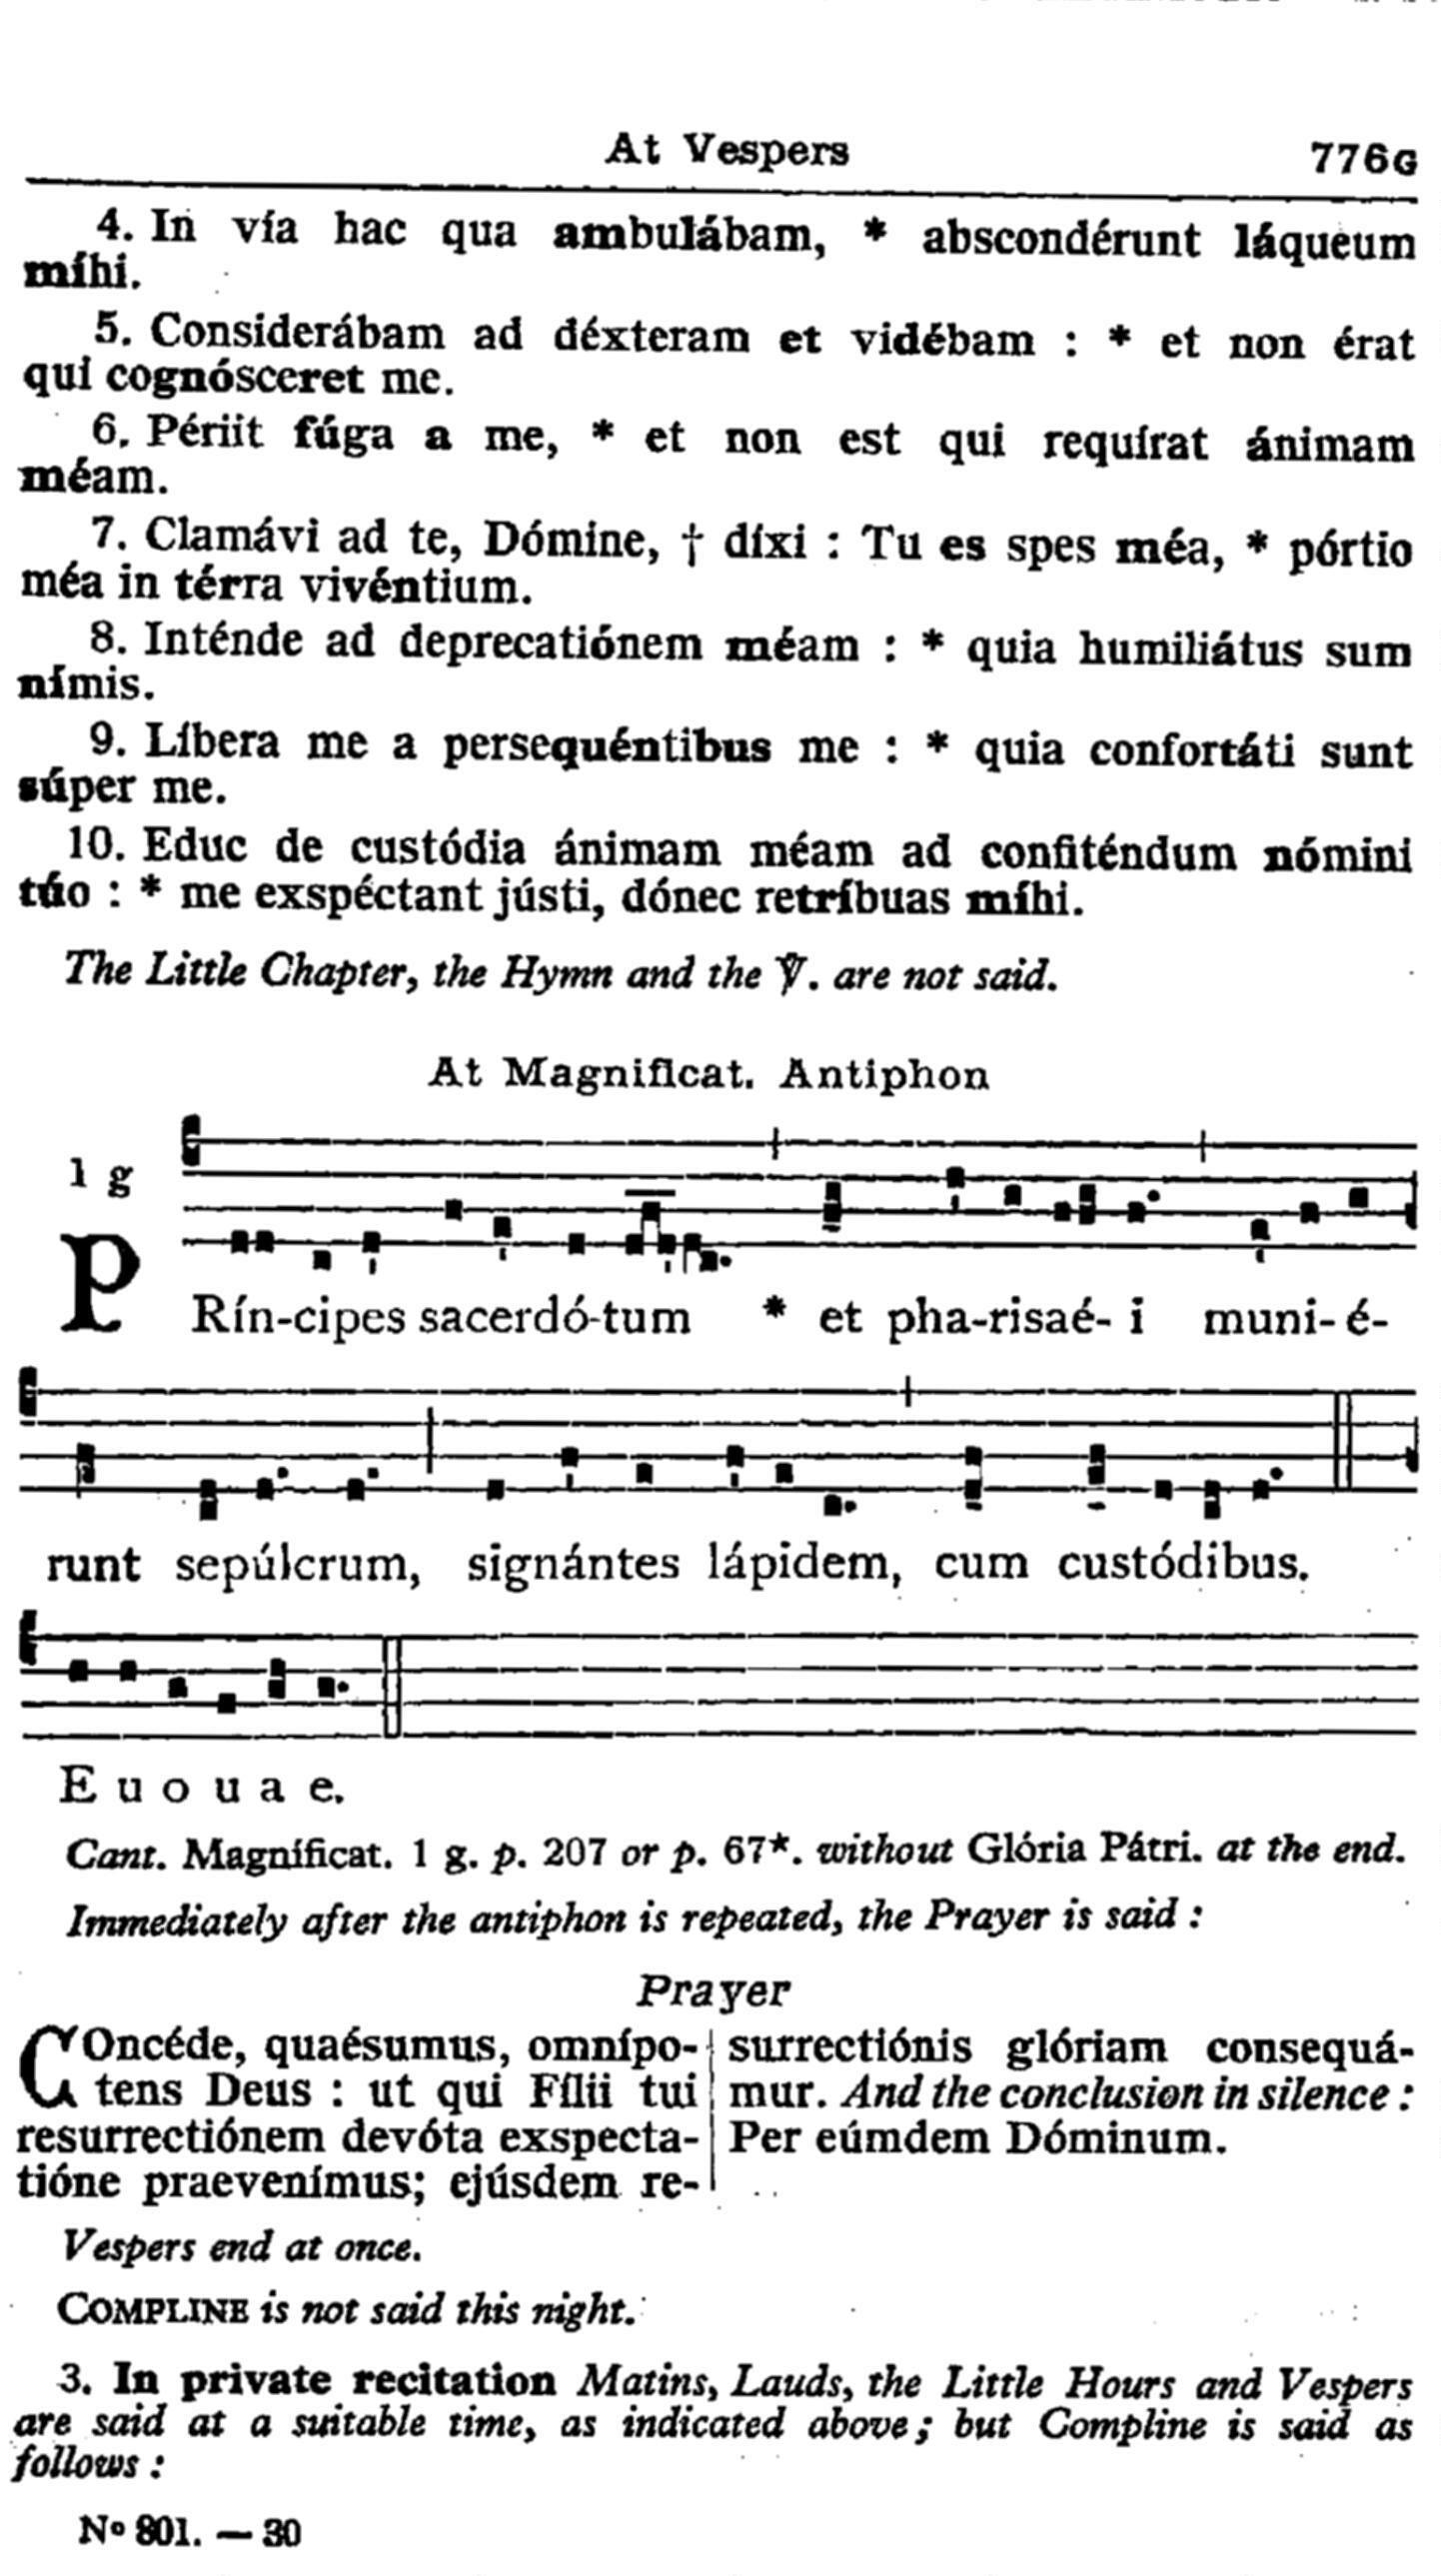 At Vespers 776G
4. In vía hac qua ambulábam, * abscondérunt láqueum
míhi.
5. Considerábam ad déxteram et vidébam : * et non érat
qui cognósceret me.
6. Périit fúga a me, * et non est qui requírat ánimam
méam.
7. Clamávi ad te, Dómine, † díxi : Tu es spes méa, * pórtio
méa in térra vivéntium.
8. Inténde ad deprecatiónem méam : * quia humiliátus sum
nímis.
9. Líbera me a persequéntibus me : * quia confortáti sunt
súper me.
10. Educ de custódia ánimam méam ad confiténdum nómini
túo : * me exspéctant jústi, dónec retríbuas míhi.
The Little Chapter, the Hymn and the ℣. are not said.
At Magnificat. Antiphon
1 g
PRín-cipes sacerdó-tum * et pha-risaé- i muni- é-
runt sepúlcrum, signántes lápidem, cum custódibus.
E u o u a e.
Cant. Magníficat. 1 g. p. 207 or p. 67*. without Glória Pátri. at the end.
Immediately after the antiphon is repeated, the Prayer is said :
Prayer
COncéde, quaésumus, omnípo-
tens Deus : ut qui Fílii tui
resurrectiónem devóta exspecta-
tióne praevenímus; ejúsdem re-
surrectiónis glóriam consequá-
mur. And the conclusion in silence :
Per eúmdem Dóminum.
Vespers end at once.
COMPLINE is not said this night.
3. In private recitation Matins, Lauds, the Little Hours and Vespers
are said at a suitable time, as indicated above; but Compline is said as
follows :
Nº 801. — 30